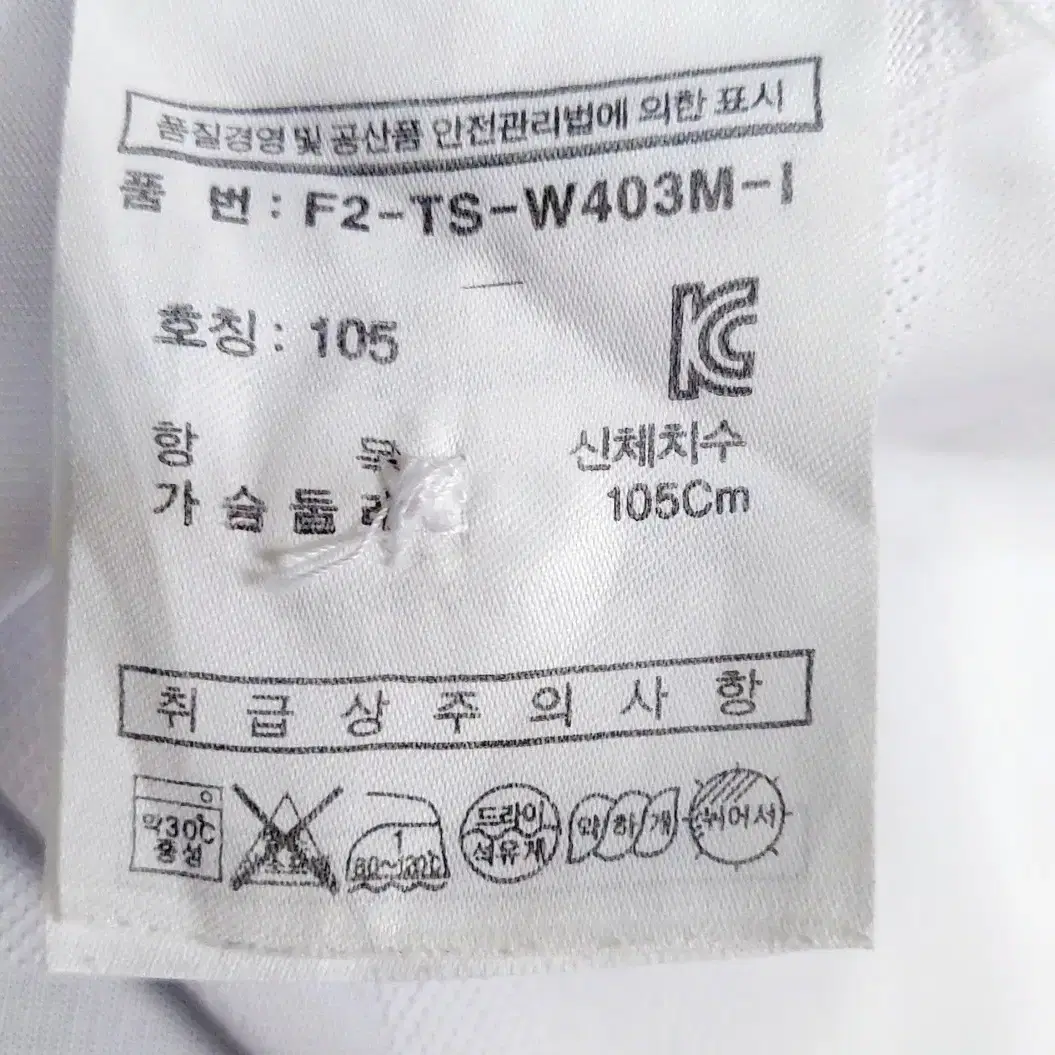 품질경영 및 공산품 안전관리법에 의한 표시
품 번 : F2-TS-W403M-I
호칭 : 105
KC
항 목 신체치수
가 슴 둘 레 105Cm
취 급 상 주 의 사 항
약 30℃ 중성
1 80~120℃
드라이 석유계
약 하 게
뉘어서